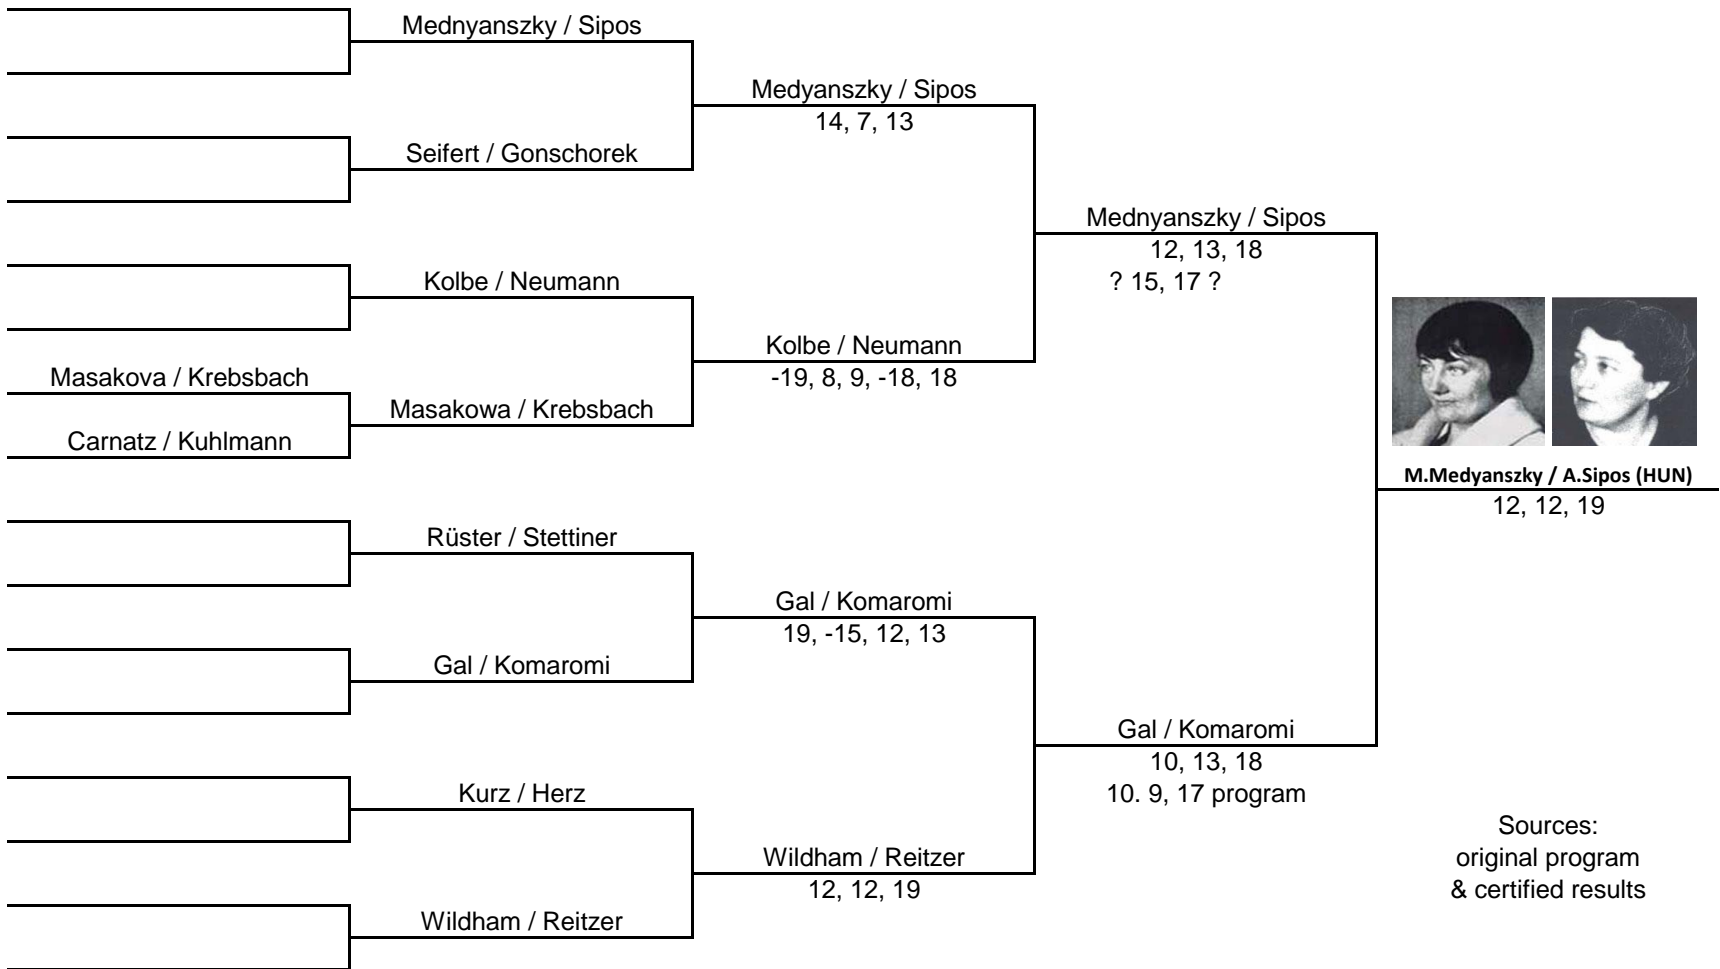 Mednyanszky / Sipos
Medyanszky / Sipos
14, 7, 13
Seifert / Gonschorek
Mednyanszky / Sipos
12, 13, 18
? 15, 17 ?
Kolbe / Neumann
Kolbe / Neumann
-19, 8, 9, -18, 18
Masakova / Krebsbach
Masakowa / Krebsbach
Carnatz / Kuhlmann
M.Medyanszky / A.Sipos (HUN)
12, 12, 19
Rüster / Stettiner
Gal / Komaromi
19, -15, 12, 13
Gal / Komaromi
Gal / Komaromi
10, 13, 18
10. 9, 17 program
Kurz / Herz
Wildham / Reitzer
12, 12, 19
Wildham / Reitzer
Sources:
original program
& certified results